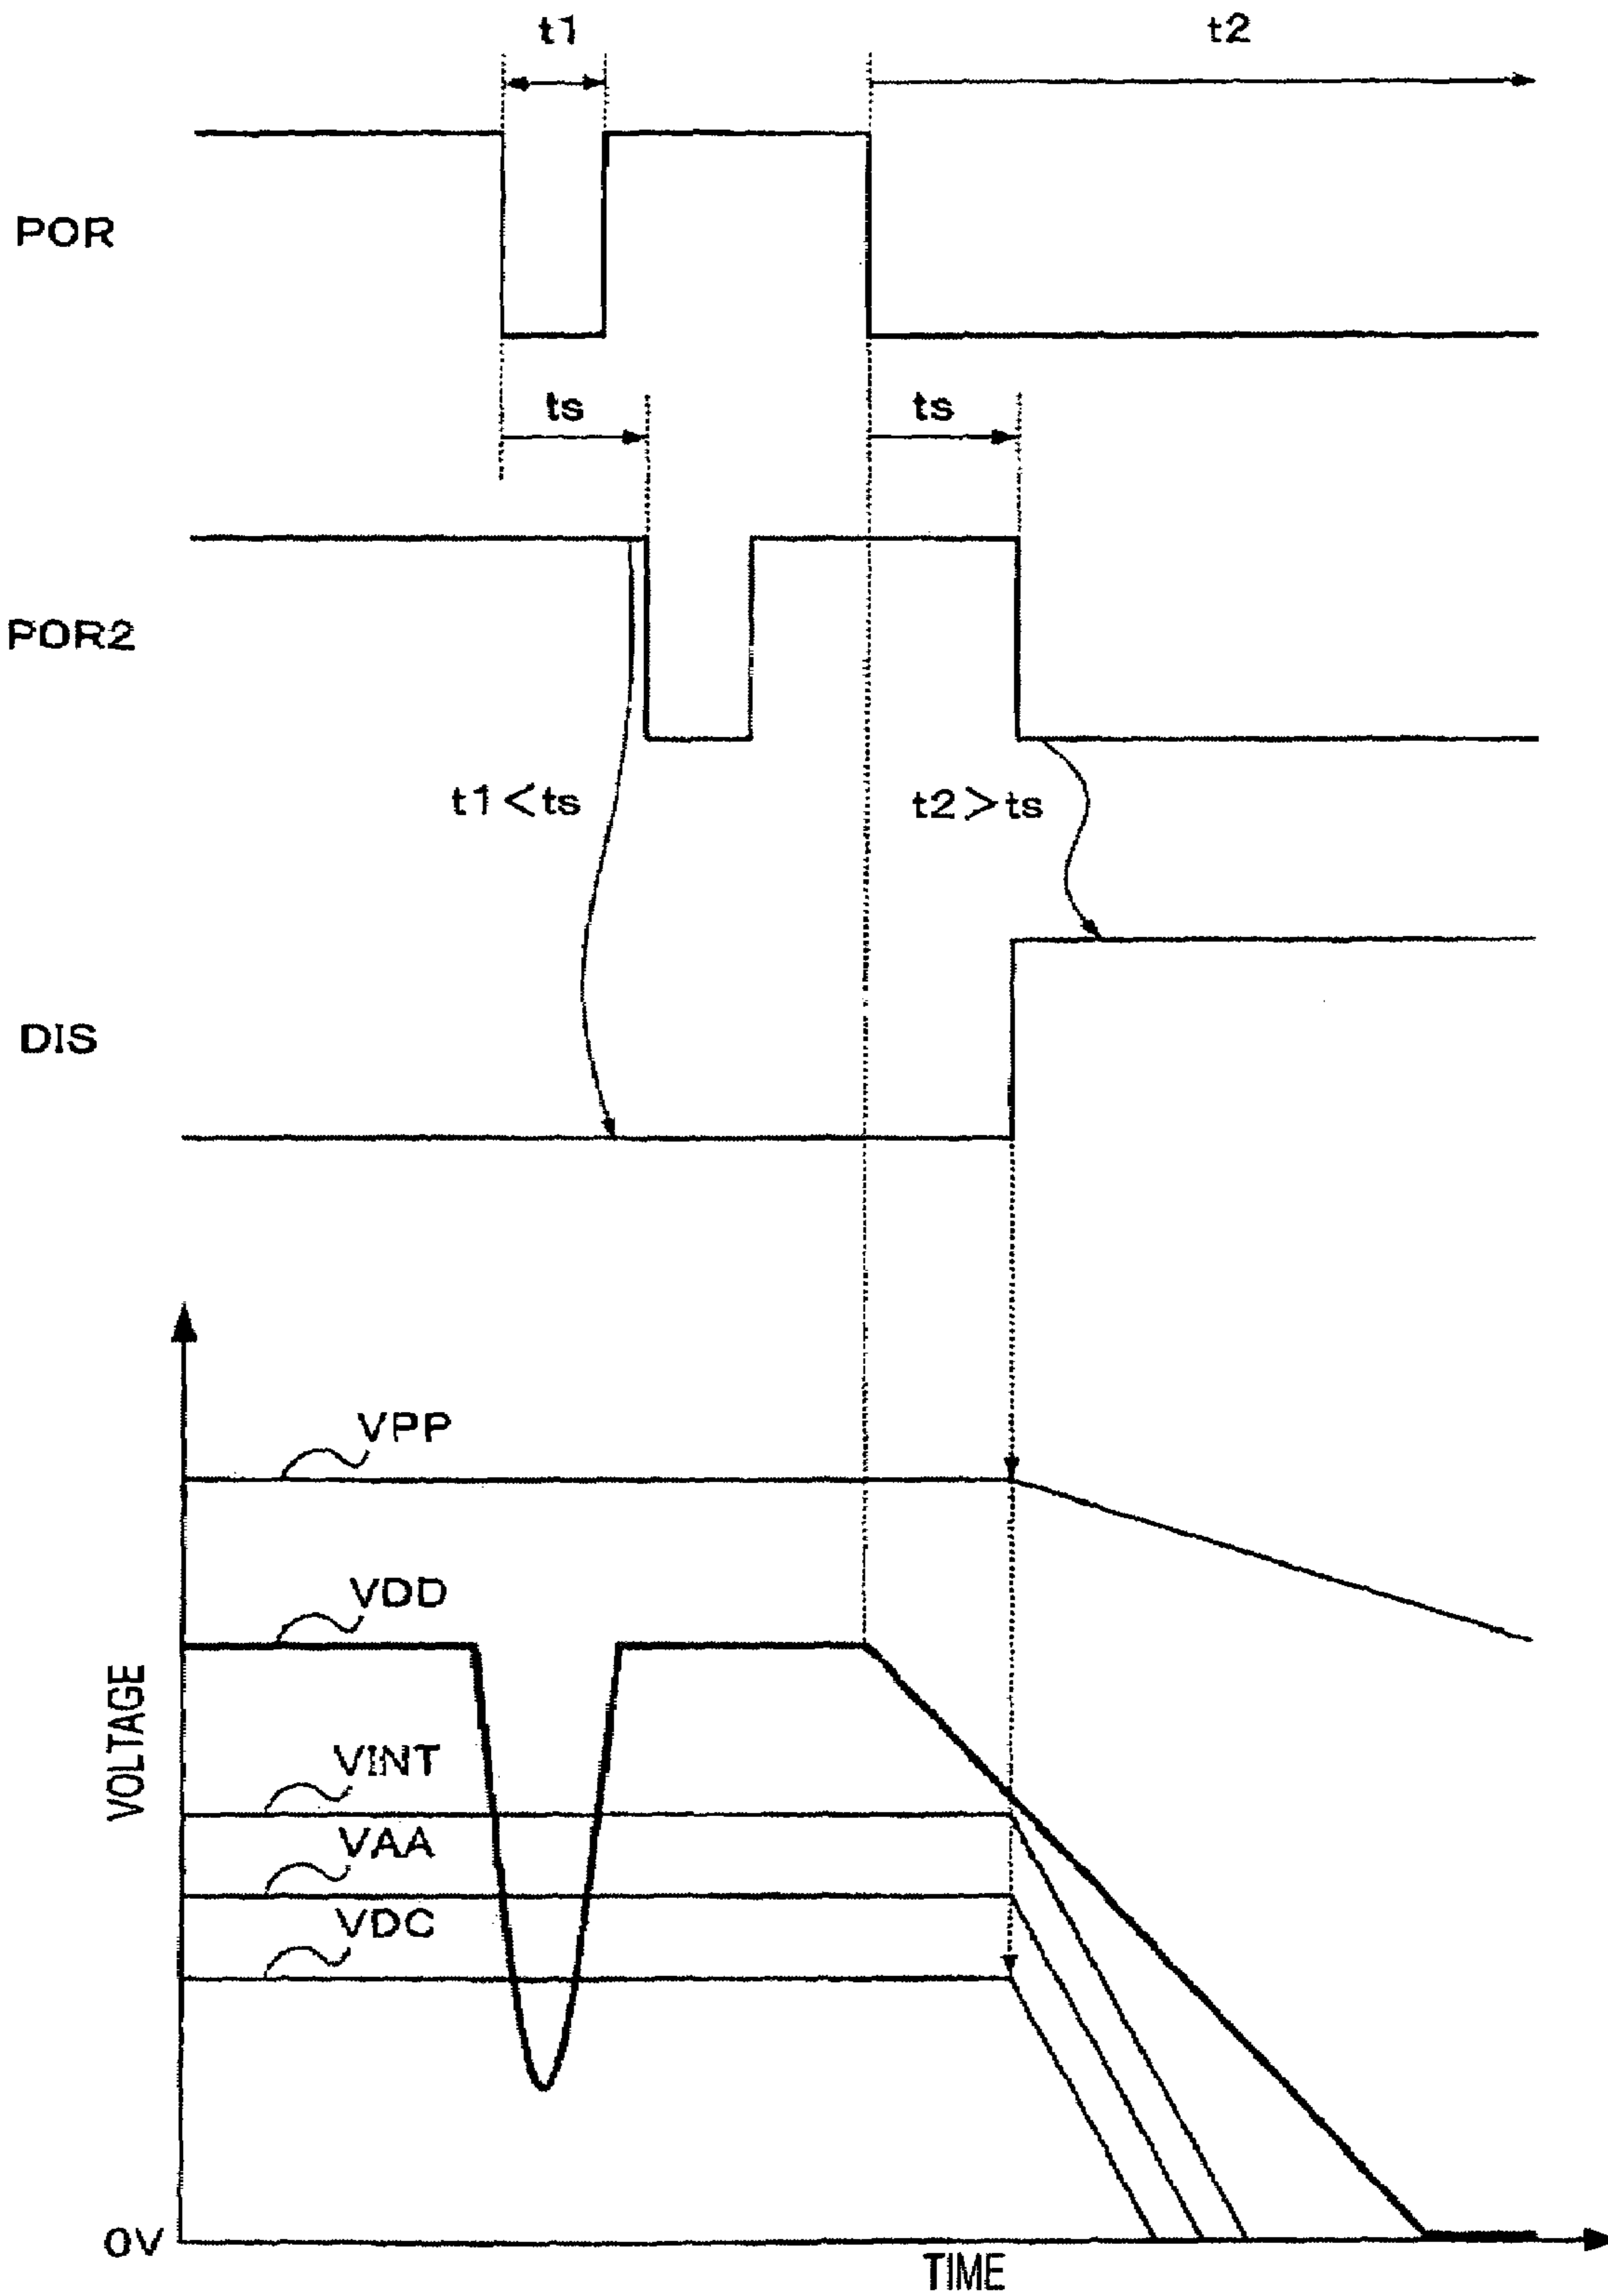 t1
t2
POR
ts
ts
POR2
t1<ts
t2>ts
DIS
VPP
VDD
VINT
VAA
VDC
VOLTAGE
0V
TIME